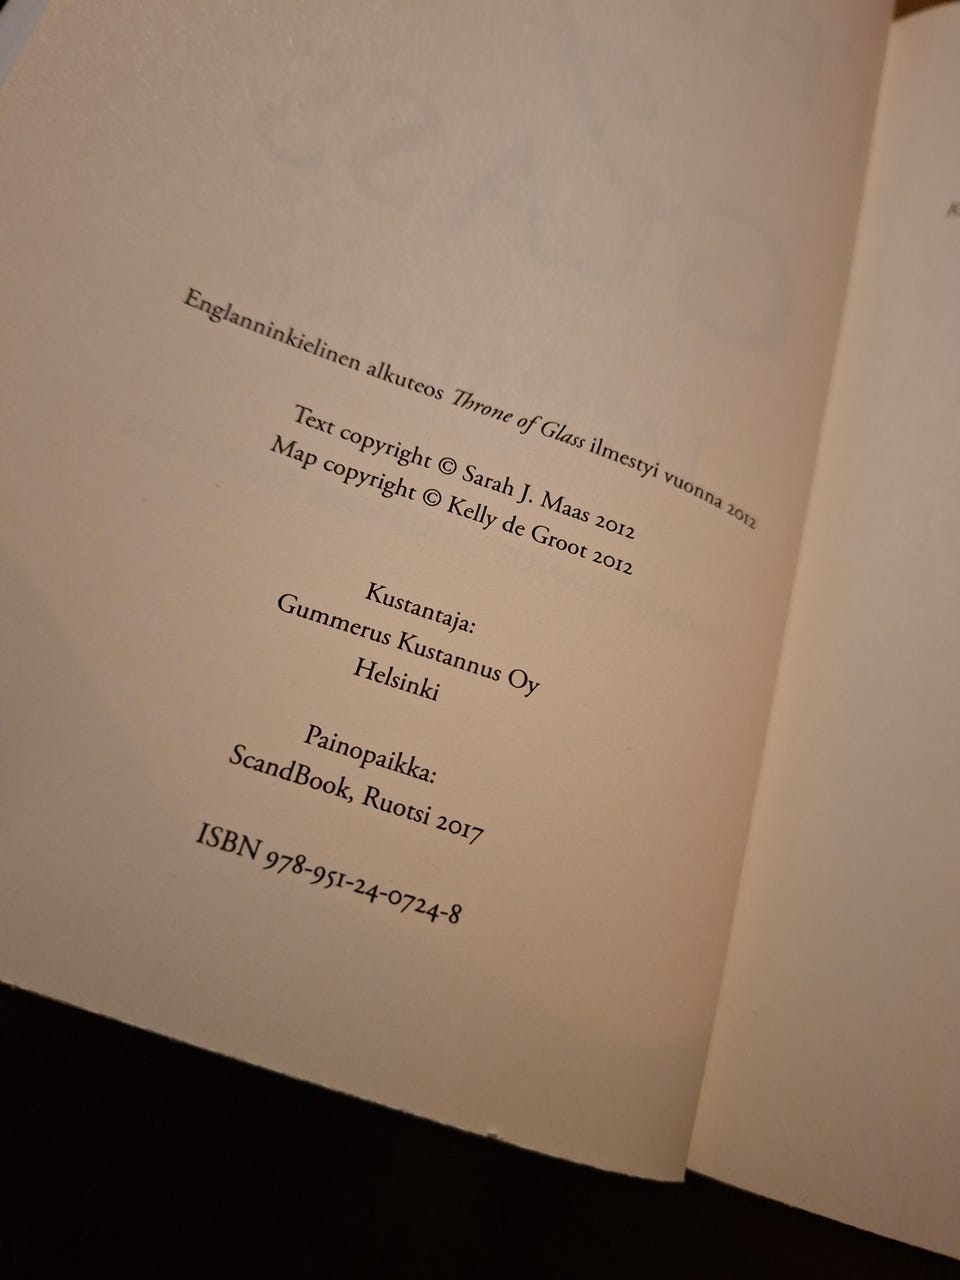 Englanninkielinen alkuteos Throne of Glass ilmestyi vuonna 2012
Text copyright © Sarah J. Maas 2012
Map copyright © Kelly de Groot 2012
Kustantaja:
Gummerus Kustannus Oy
Helsinki
Painopaikka:
ScandBook, Ruotsi 2017
ISBN 978-951-24-0724-8